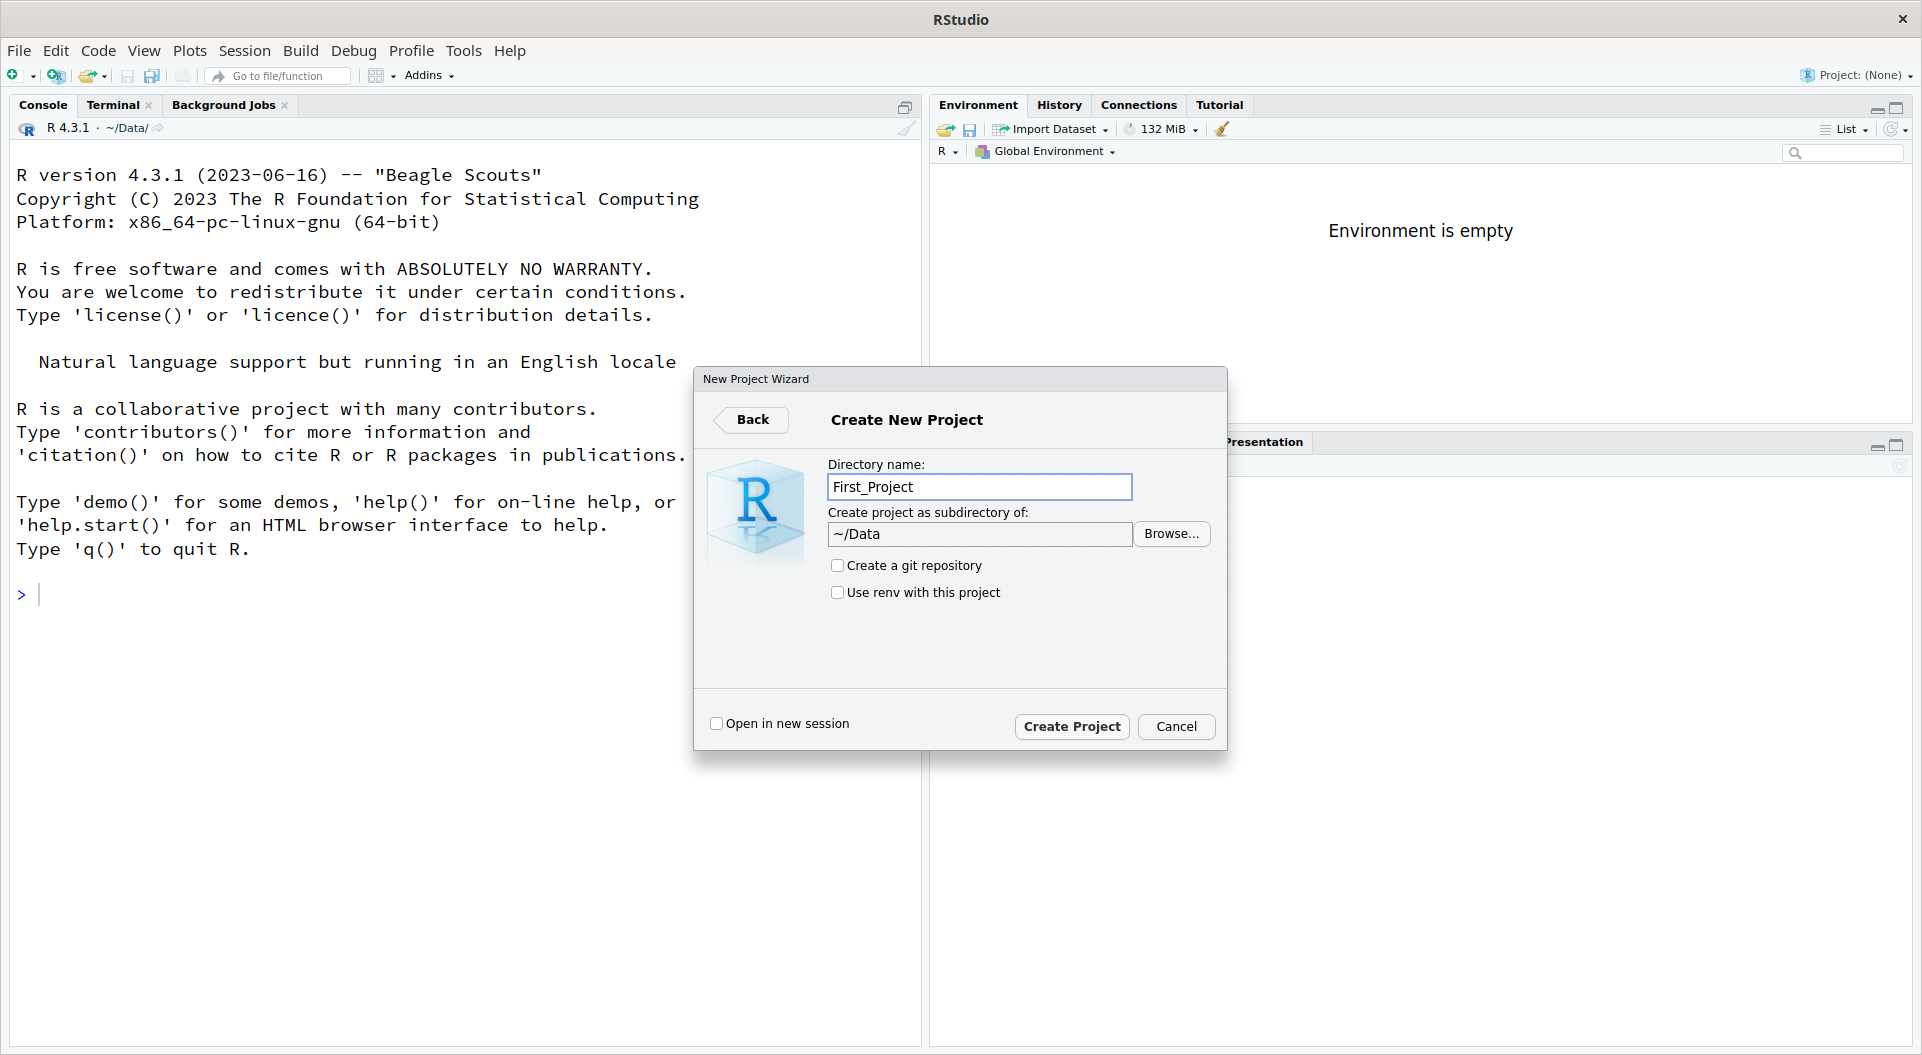 RStudio
File Edit Code View Plots Session Build Debug Profile Tools Help
Go to file/function Addins Project: (None)
Console Terminal Background Jobs
R 4.3.1 · ~/Data/
R version 4.3.1 (2023-06-16) -- "Beagle Scouts"
Copyright (C) 2023 The R Foundation for Statistical Computing
Platform: x86_64-pc-linux-gnu (64-bit)
R is free software and comes with ABSOLUTELY NO WARRANTY.
You are welcome to redistribute it under certain conditions.
Type 'license()' or 'licence()' for distribution details.
Natural language support but running in an English locale
R is a collaborative project with many contributors.
Type 'contributors()' for more information and
'citation()' on how to cite R or R packages in publications.
Type 'demo()' for some demos, 'help()' for on-line help, or
'help.start()' for an HTML browser interface to help.
Type 'q()' to quit R.
>
Environment History Connections Tutorial
Import Dataset 132 MiB List
R Global Environment
Environment is empty
Presentation
New Project Wizard
Back Create New Project
R
Directory name:
First_Project
Create project as subdirectory of:
~/Data Browse...
Create a git repository
Use renv with this project
Open in new session Create Project Cancel